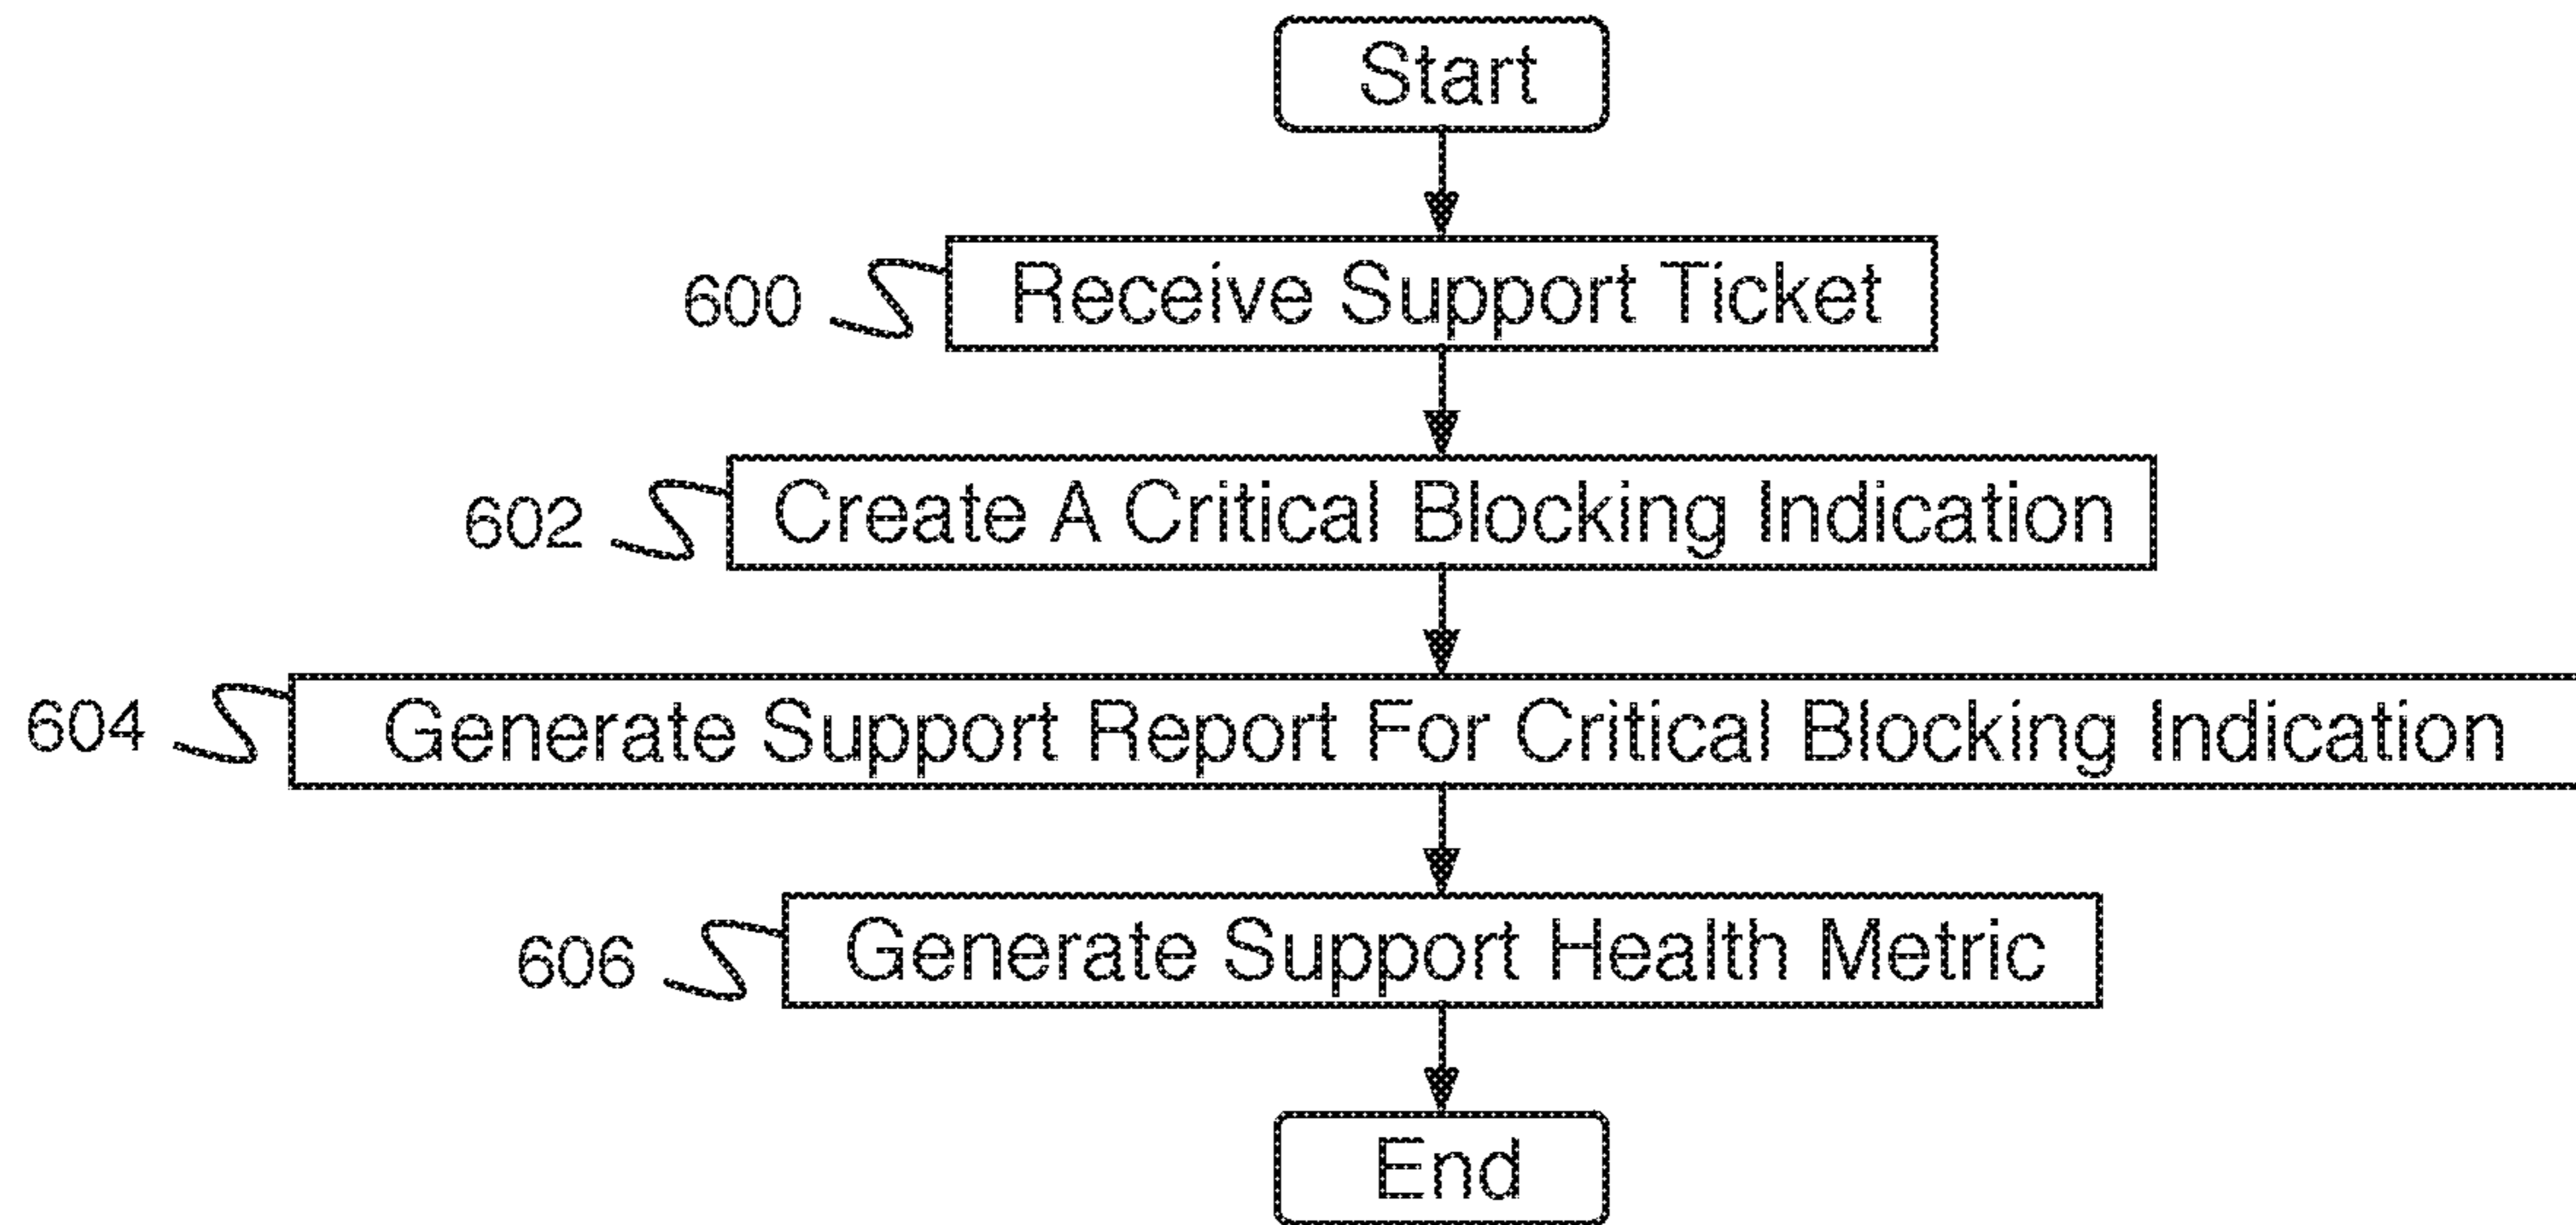 Start
600 Receive Support Ticket
602 Create A Critical Blocking Indication
604 Generate Support Report For Critical Blocking Indication
606 Generate Support Health Metric
End